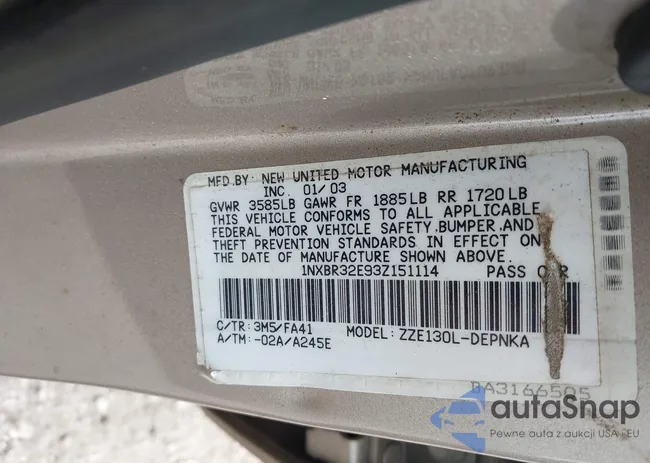 MFD.BY: NEW UNITED MOTOR MANUFACTURING
INC. 01/03
GVWR 3585LB GAWR FR 1885LB RR 1720LB
THIS VEHICLE CONFORMS TO ALL APPLICABLE
FEDERAL MOTOR VEHICLE SAFETY, BUMPER, AND
THEFT PREVENTION STANDARDS IN EFFECT ON
THE DATE OF MANUFACTURE SHOWN ABOVE.
1NXBR32E93Z151114 PASS CAR
C/TR: 3M5/FA41 MODEL: ZZE130L-DEPNKA
A/TM: -02A/A245E
DA3166505
autoSnap
Pewne auta z aukcji USA i EU